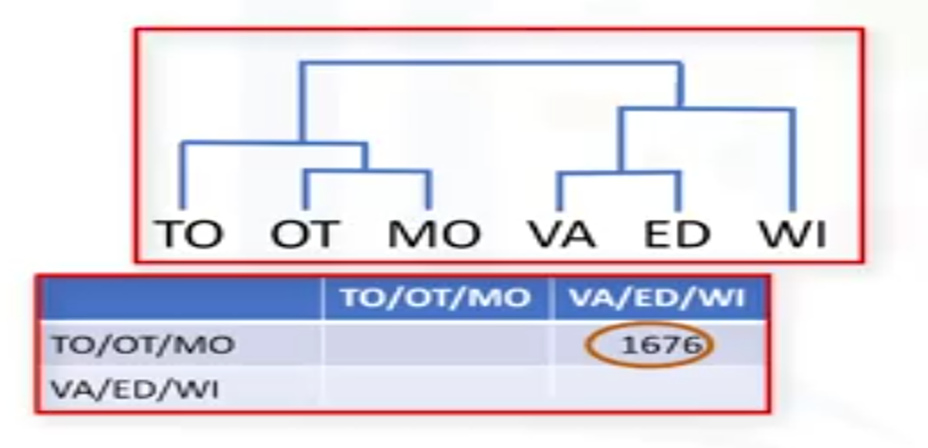 TO OT MO VA ED WI
TO/OT/MO VA/ED/WI
TO/OT/MO 1676
VA/ED/WI